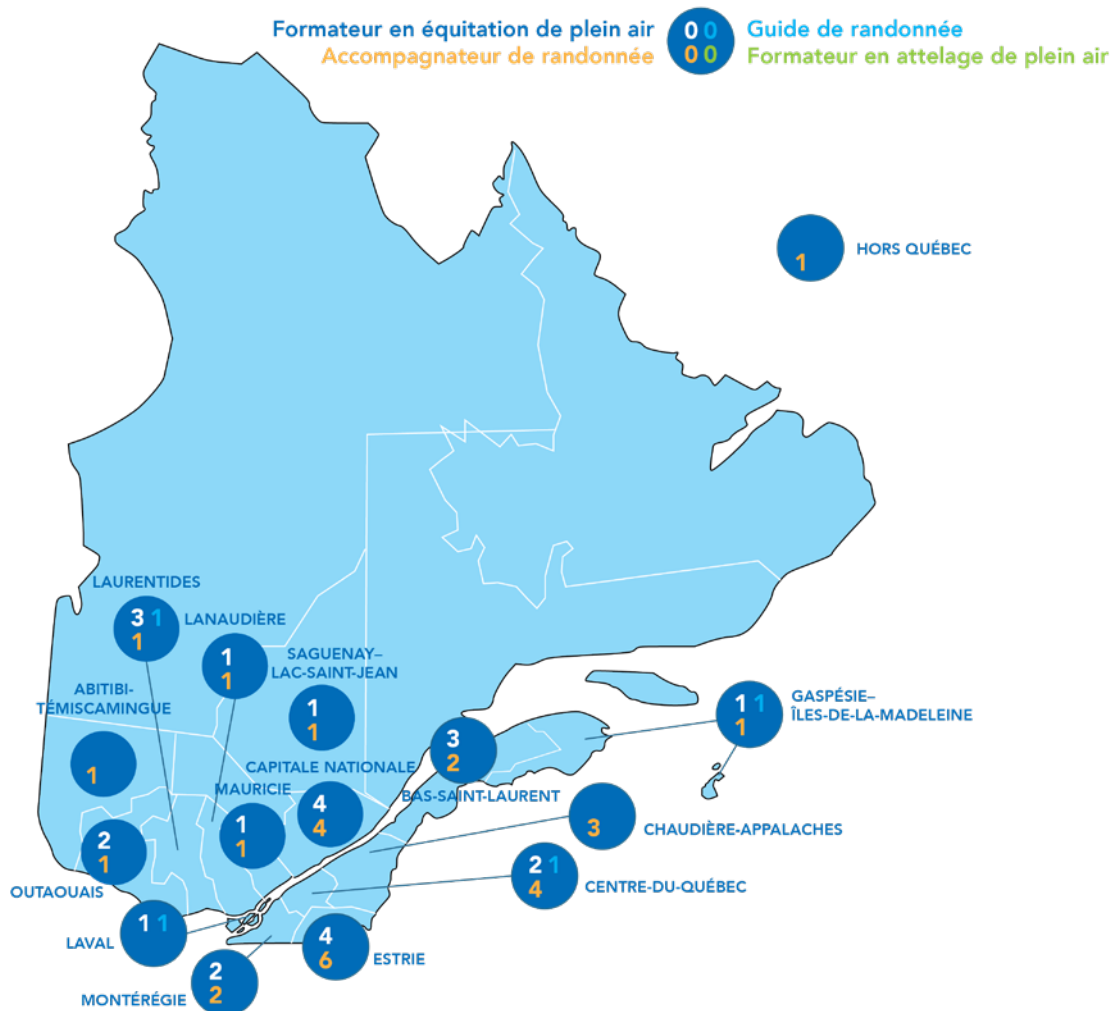 Formateur en équitation de plein air
0 0
Guide de randonnée
Accompagnateur de randonnée
0 0
Formateur en attelage de plein air
1
HORS QUÉBEC
LAURENTIDES
3 1
1
LANAUDIÈRE
1
1
SAGUENAY–
LAC-SAINT-JEAN
1
1
ABITIBI-
TÉMISCAMINGUE
1
GASPÉSIE–
ÎLES-DE-LA-MADELEINE
1 1
1
3
2
BAS-SAINT-LAURENT
CAPITALE NATIONALE
4
4
MAURICIE
1
1
3
CHAUDIÈRE-APPALACHES
2
1
OUTAOUAIS
2 1
4
CENTRE-DU-QUÉBEC
1 1
LAVAL
4
6
ESTRIE
2
2
MONTÉRÉGIE